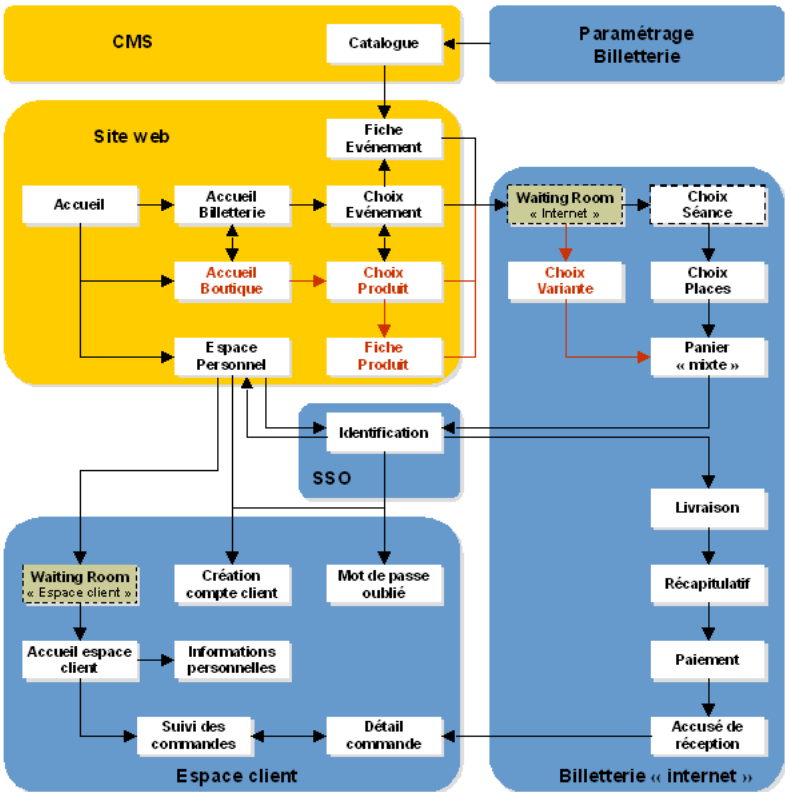 CMS
Catalogue
Paramétrage
Billetterie
Site web
Fiche
Evénement
Accueil
Accueil
Billetterie
Choix
Evénement
Waiting Room
« Internet »
Choix
Séance
Accueil
Boutique
Choix
Produit
Choix
Variante
Choix
Places
Espace
Personnel
Fiche
Produit
Panier
« mixte »
Identification
SSO
Livraison
Waiting Room
« Espace client »
Création
compte client
Mot de passe
oublié
Récapitulatif
Accueil espace
client
Informations
personnelles
Paiement
Suivi des
commandes
Détail
commande
Accusé de
réception
Espace client
Billetterie « internet »